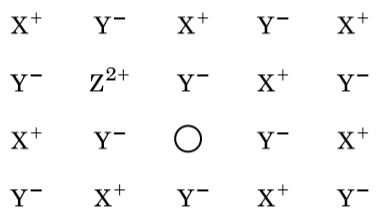 X⁺ Y⁻ X⁺ Y⁻ X⁺
Y⁻ Z²⁺ Y⁻ X⁺ Y⁻
X⁺ Y⁻ ○ Y⁻ X⁺
Y⁻ X⁺ Y⁻ X⁺ Y⁻